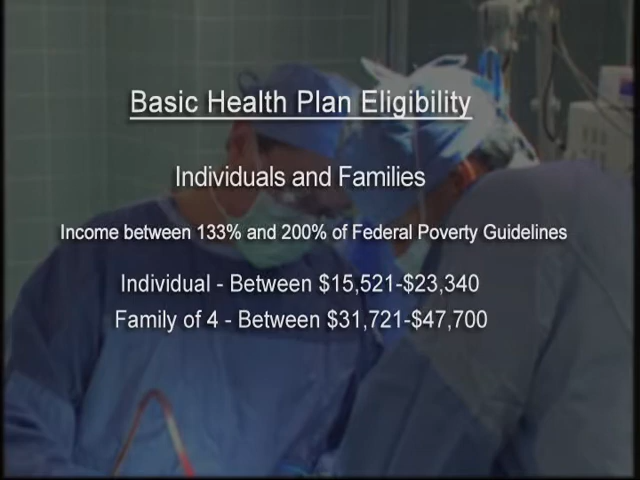 Basic Health Plan Eligibility
Individuals and Families
Income between 133% and 200% of Federal Poverty Guidelines
Individual - Between $15,521-$23,340
Family of 4 - Between $31,721-$47,700